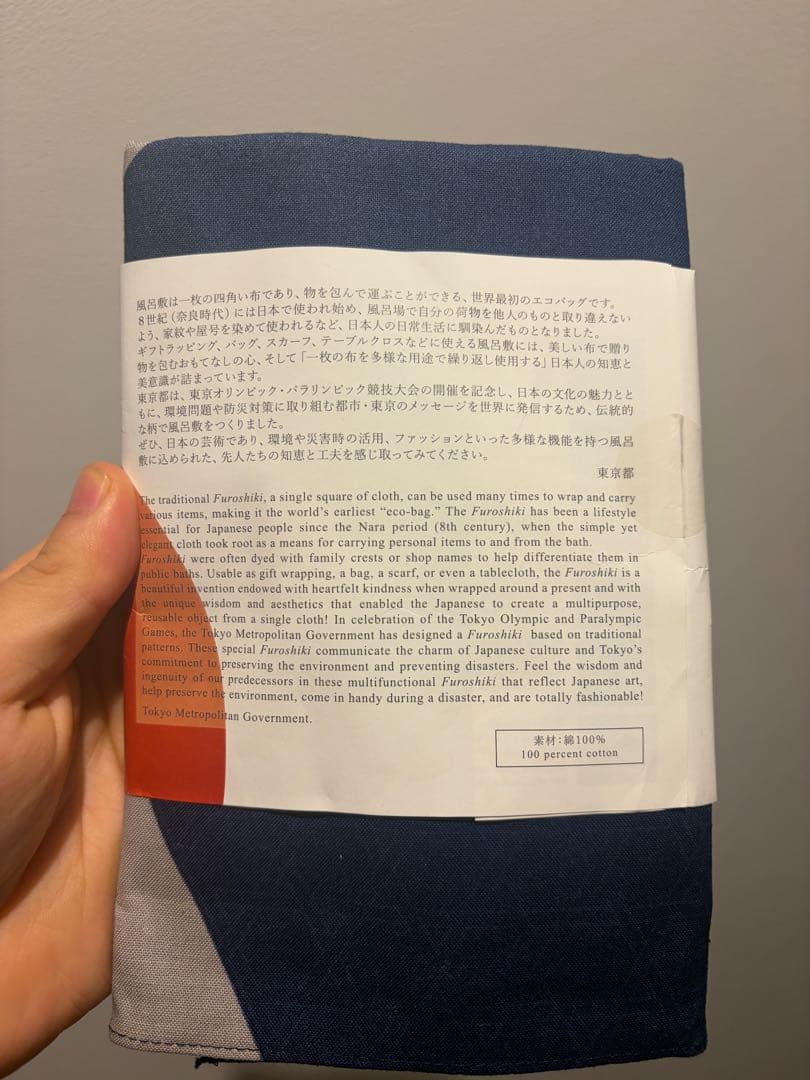 風呂敷は一枚の四角い布であり、物を包んで運ぶことができる、世界最初のエコバッグです。
8世紀（奈良時代）には日本で使われ始め、風呂場で自分の荷物を他人のものと取り違えない
よう、家紋や屋号を染めて使われるなど、日本人の日常生活に馴染んだものとなりました。
ギフトラッピング、バッグ、スカーフ、テーブルクロスなどに使える風呂敷には、美しい布で贈り
物を包むおもてなしの心、そして「一枚の布を多様な用途で繰り返し使用する」日本人の知恵と
美意識が詰まっています。
東京都は、東京オリンピック・パラリンピック競技大会の開催を記念し、日本の文化の魅力とと
もに、環境問題や防災対策に取り組む都市・東京のメッセージを世界に発信するため、伝統的
な柄で風呂敷をつくりました。
ぜひ、日本の芸術であり、環境や災害時の活用、ファッションといった多様な機能を持つ風呂
敷に込められた、先人たちの知恵と工夫を感じ取ってみてください。
東京都
The traditional Furoshiki, a single square of cloth, can be used many times to wrap and carry
various items, making it the world's earliest “eco-bag.” The Furoshiki has been a lifestyle
essential for Japanese people since the Nara period (8th century), when the simple yet
elegant cloth took root as a means for carrying personal items to and from the bath.
Furoshiki were often dyed with family crests or shop names to help differentiate them in
public baths. Usable as gift wrapping, a bag, a scarf, or even a tablecloth, the Furoshiki is a
beautiful invention endowed with heartfelt kindness when wrapped around a present and with
the unique wisdom and aesthetics that enabled the Japanese to create a multipurpose,
reusable object from a single cloth! In celebration of the Tokyo Olympic and Paralympic
Games, the Tokyo Metropolitan Government has designed a Furoshiki based on traditional
patterns. These special Furoshiki communicate the charm of Japanese culture and Tokyo's
commitment to preserving the environment and preventing disasters. Feel the wisdom and
ingenuity of our predecessors in these multifunctional Furoshiki that reflect Japanese art,
help preserve the environment, come in handy during a disaster, and are totally fashionable!
Tokyo Metropolitan Government.
素材：綿100%
100 percent cotton